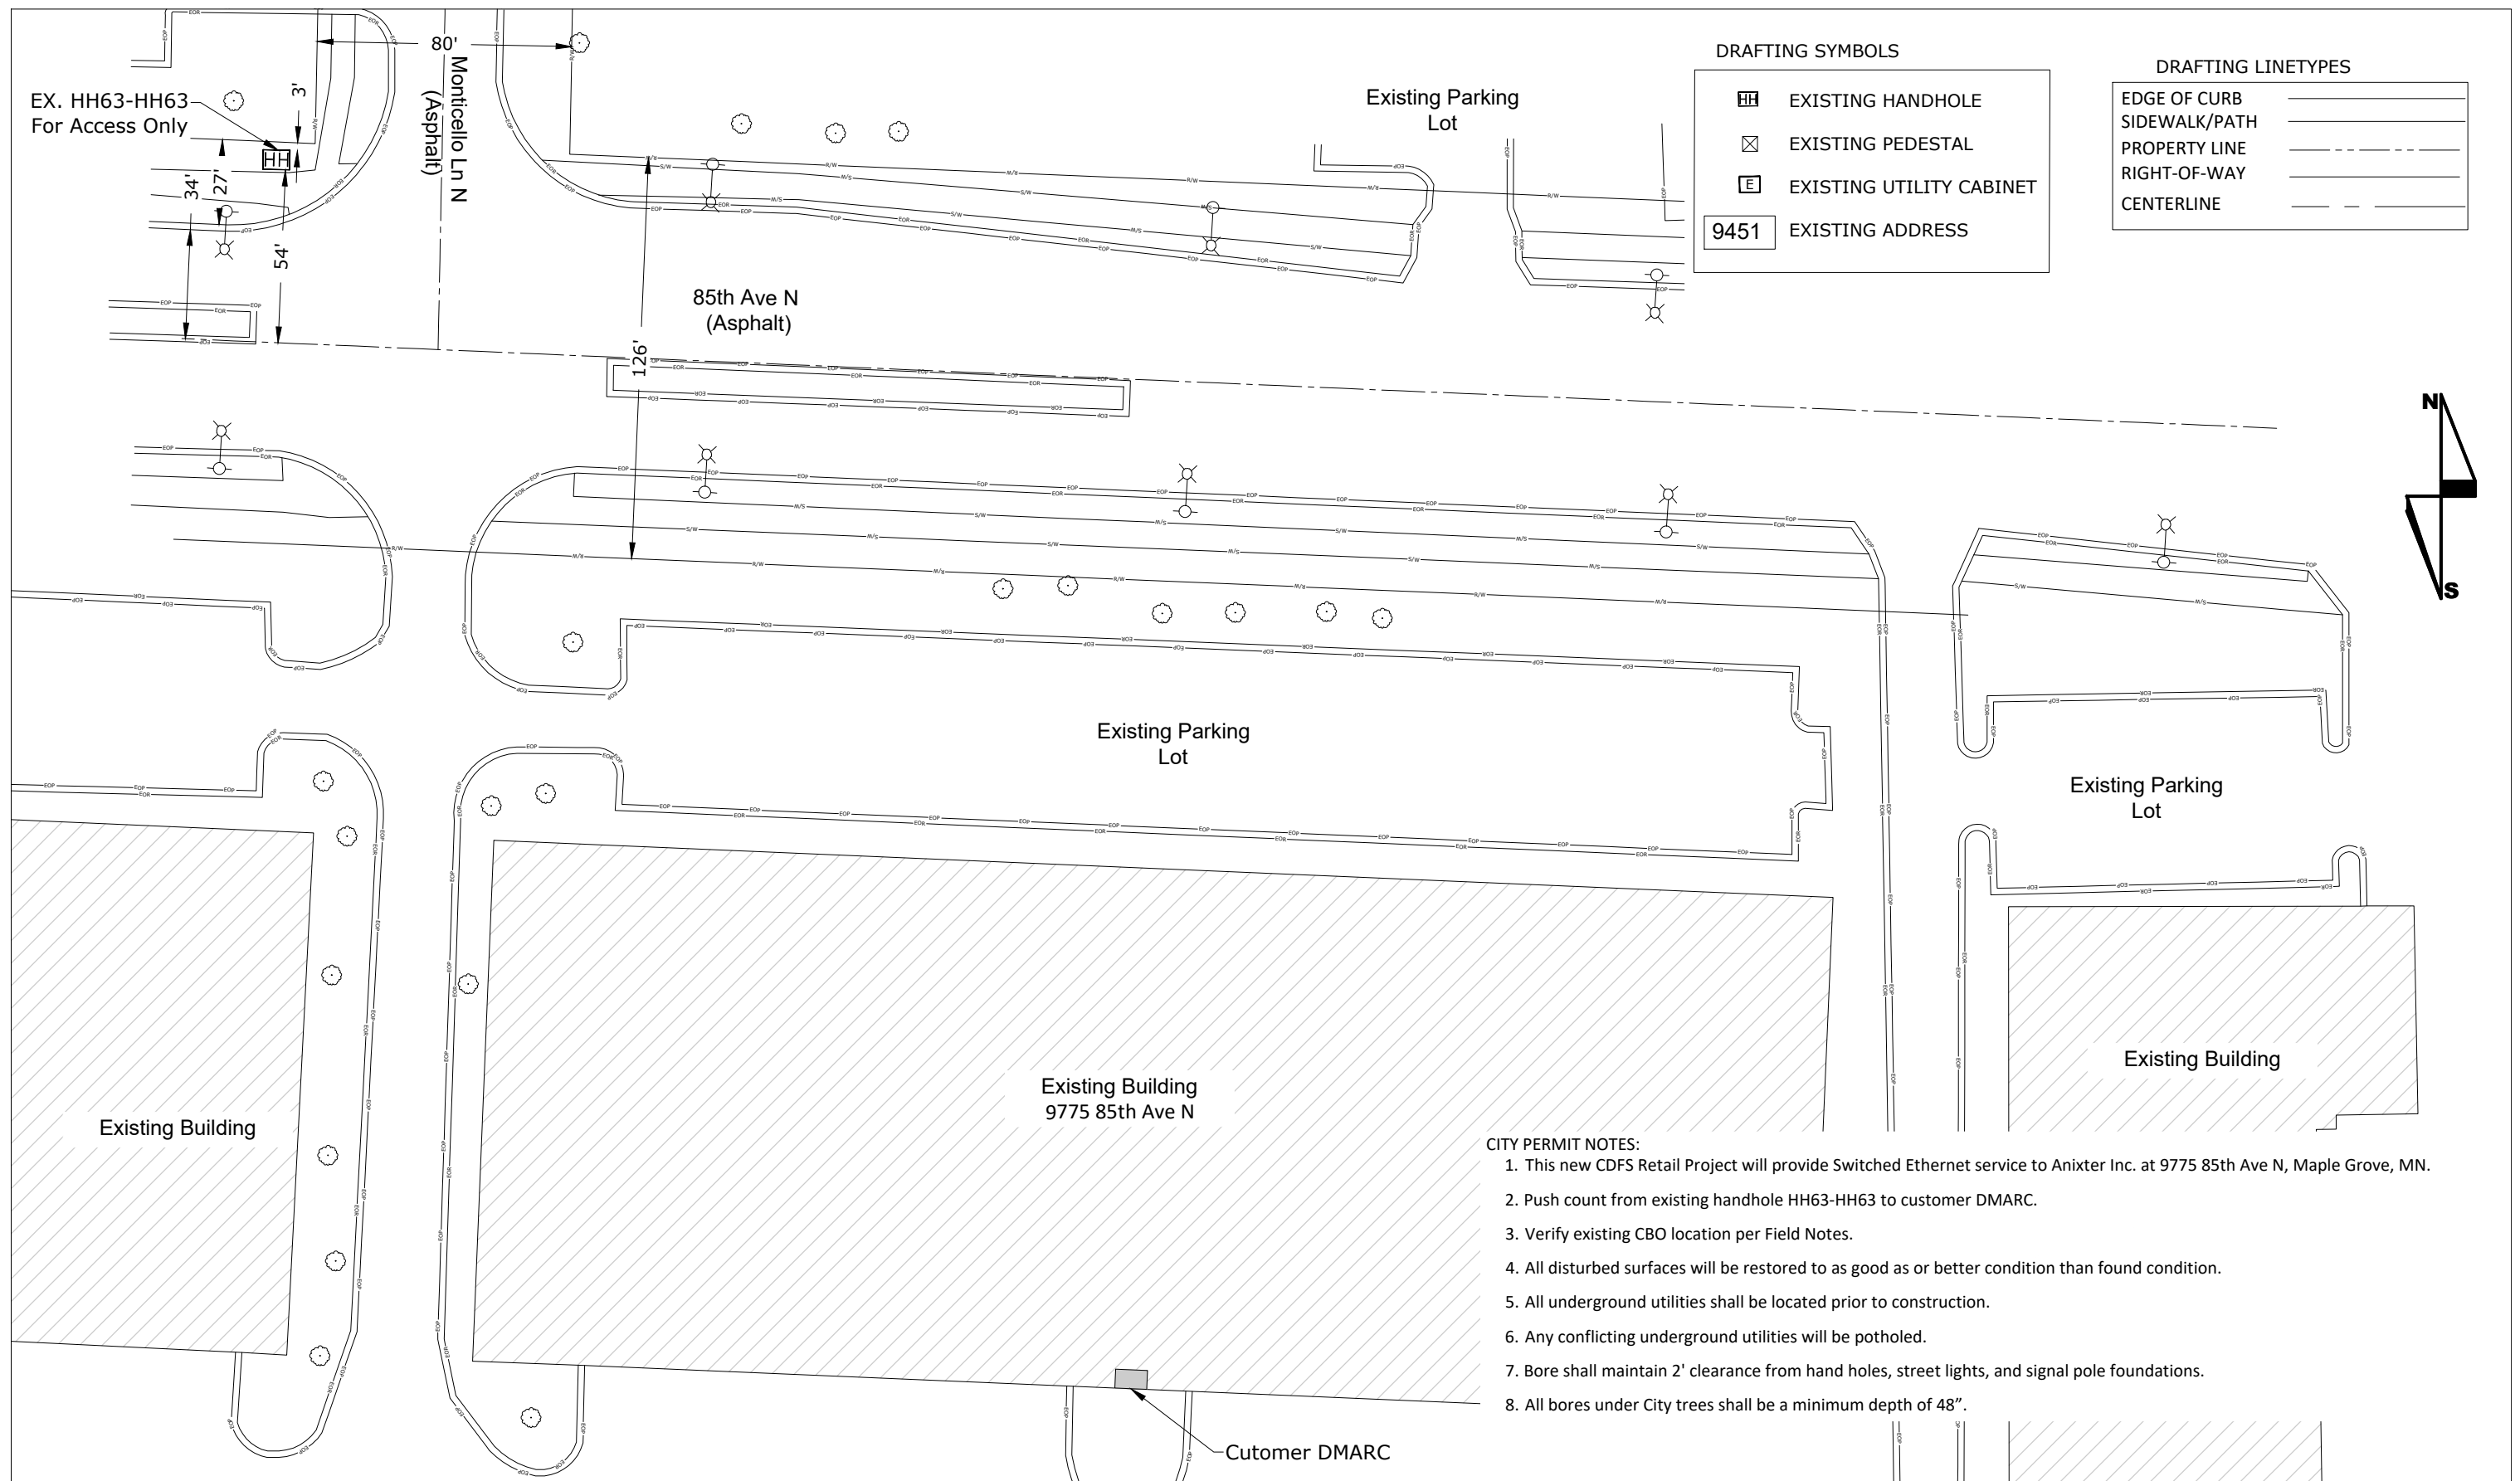 80'
Monticello Ln N
(Asphalt)
EX. HH63-HH63
For Access Only
3'
HH
34'
27'
54'
126'
85th Ave N
(Asphalt)
Existing Parking
Lot
DRAFTING SYMBOLS
HH EXISTING HANDHOLE
EXISTING PEDESTAL
E EXISTING UTILITY CABINET
9451 EXISTING ADDRESS
DRAFTING LINETYPES
EDGE OF CURB
SIDEWALK/PATH
PROPERTY LINE
RIGHT-OF-WAY
CENTERLINE
N
S
Existing Parking
Lot
Existing Parking
Lot
Existing Building
Existing Building
9775 85th Ave N
Existing Building
CITY PERMIT NOTES:
1. This new CDFS Retail Project will provide Switched Ethernet service to Anixter Inc. at 9775 85th Ave N, Maple Grove, MN.
2. Push count from existing handhole HH63-HH63 to customer DMARC.
3. Verify existing CBO location per Field Notes.
4. All disturbed surfaces will be restored to as good as or better condition than found condition.
5. All underground utilities shall be located prior to construction.
6. Any conflicting underground utilities will be potholed.
7. Bore shall maintain 2' clearance from hand holes, street lights, and signal pole foundations.
8. All bores under City trees shall be a minimum depth of 48”.
Cutomer DMARC